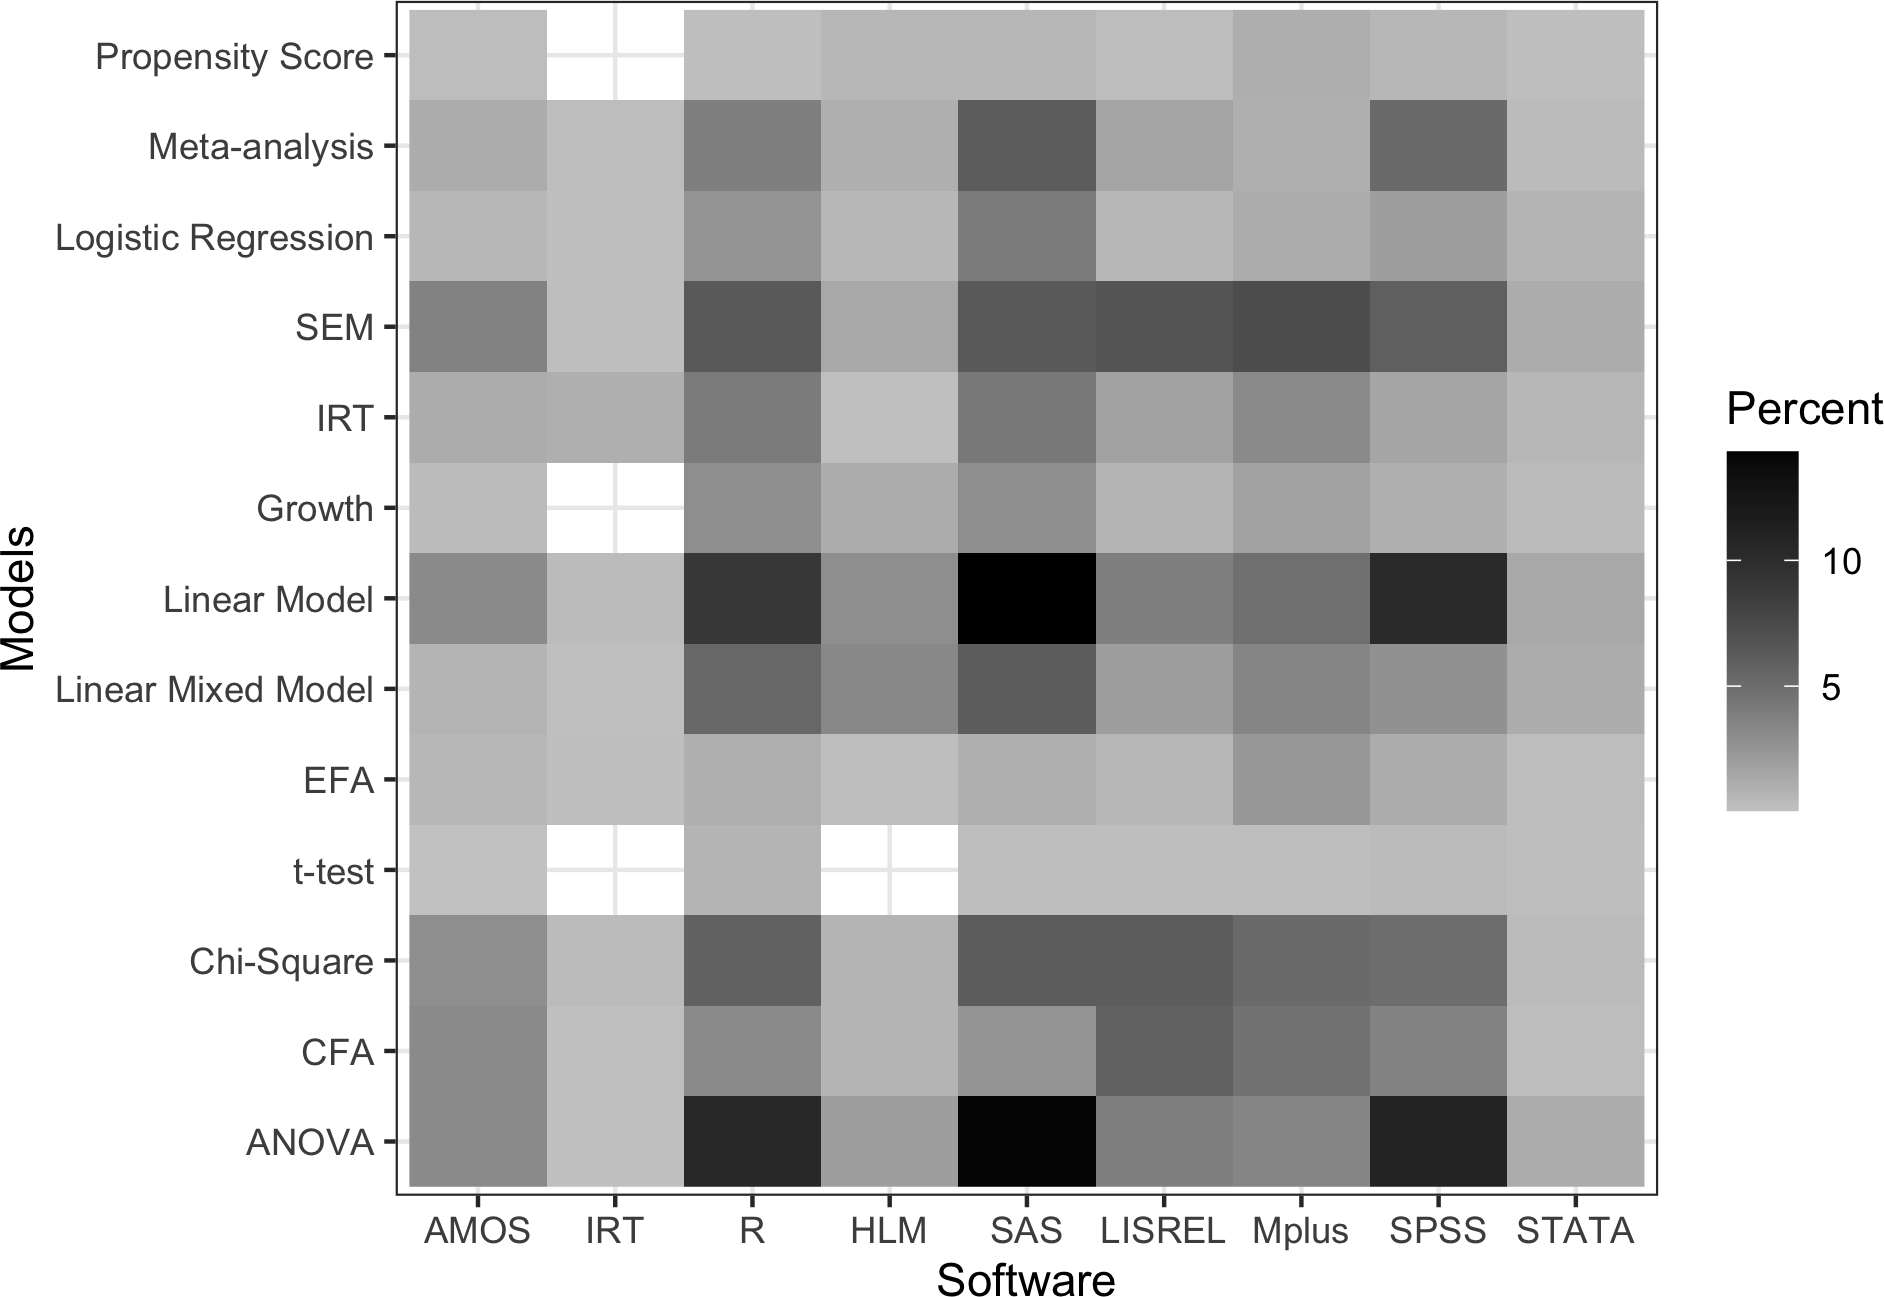 Propensity Score
Meta-analysis
Logistic Regression
SEM
IRT
Growth
Linear Model
Linear Mixed Model
EFA
t-test
Chi-Square
CFA
ANOVA
Models
AMOS IRT R HLM SAS LISREL Mplus SPSS STATA
Software
Percent
10
5